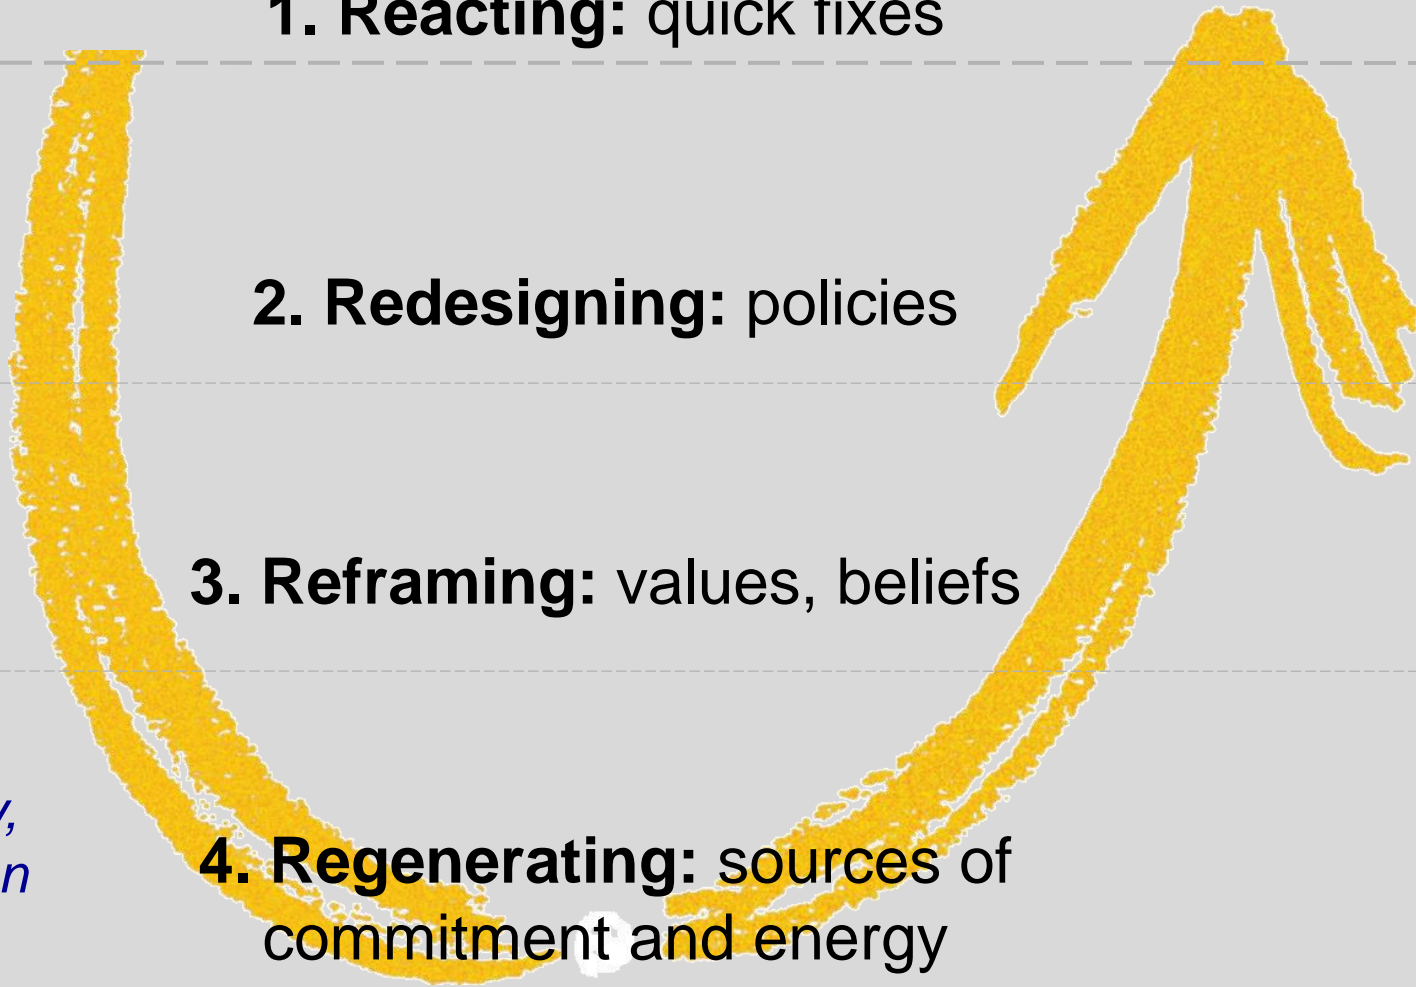 1. Reacting: quick fixes
2. Redesigning: policies
3. Reframing: values, beliefs
4. Regenerating: sources of
commitment and energy